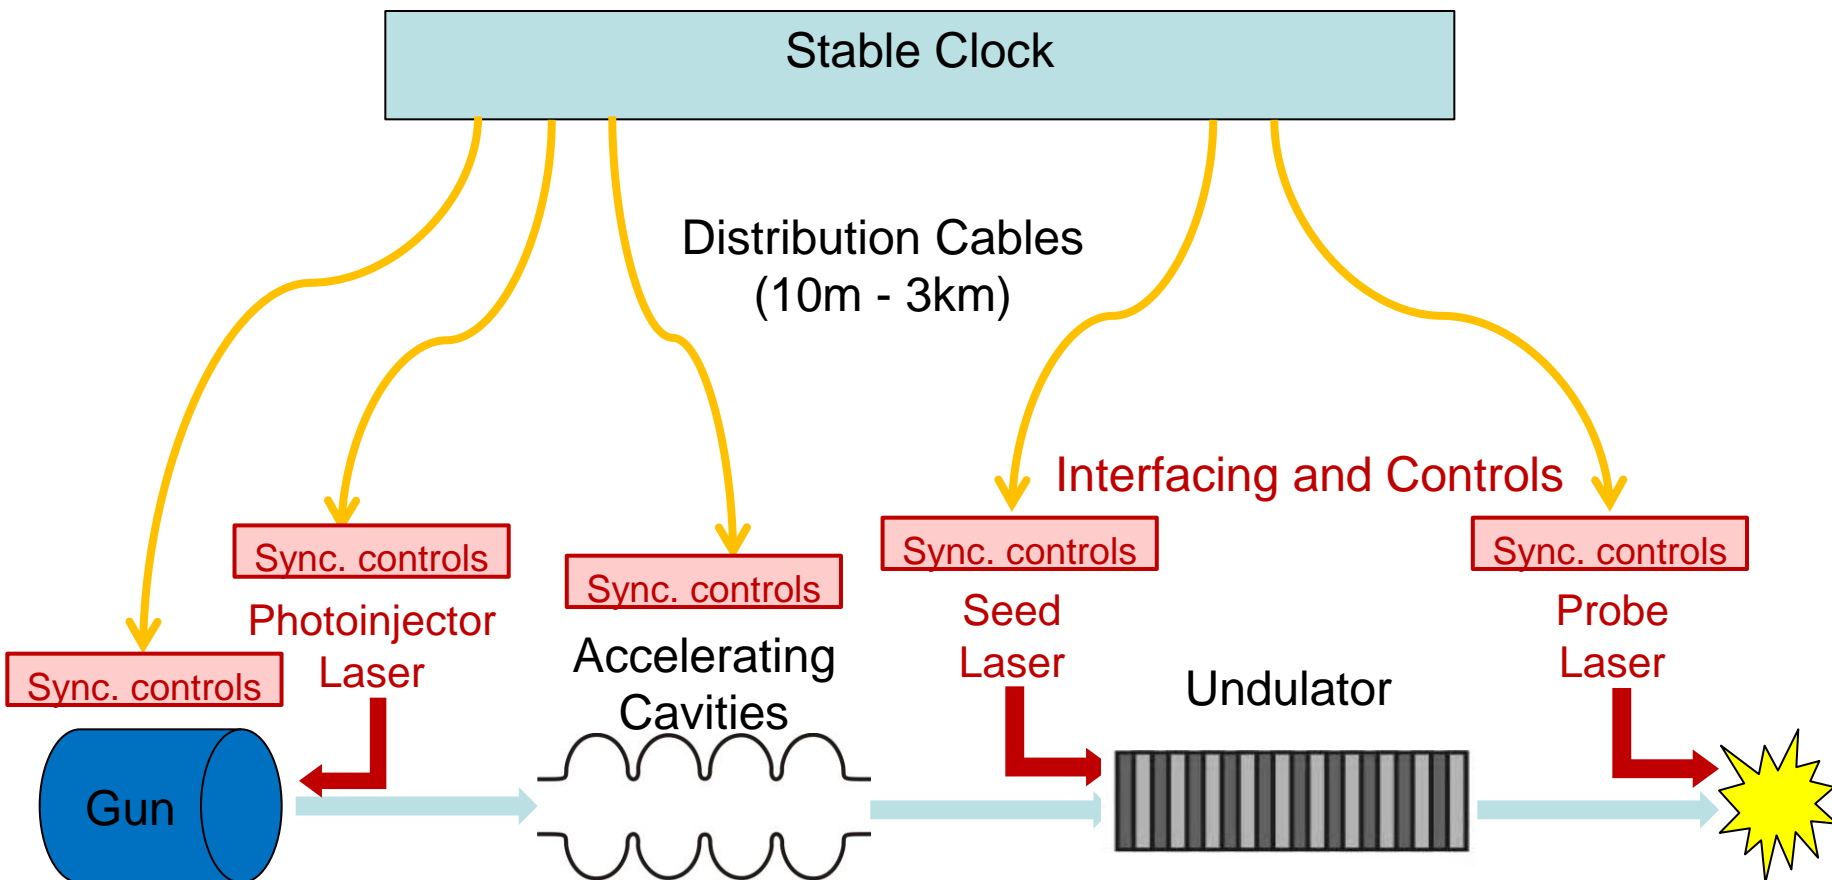 Stable Clock
Distribution Cables
(10m - 3km)
Interfacing and Controls
Sync. controls
Sync. controls
Sync. controls
Sync. controls
Sync. controls
Photoinjector
Laser
Accelerating
Cavities
Seed
Laser
Undulator
Probe
Laser
Gun